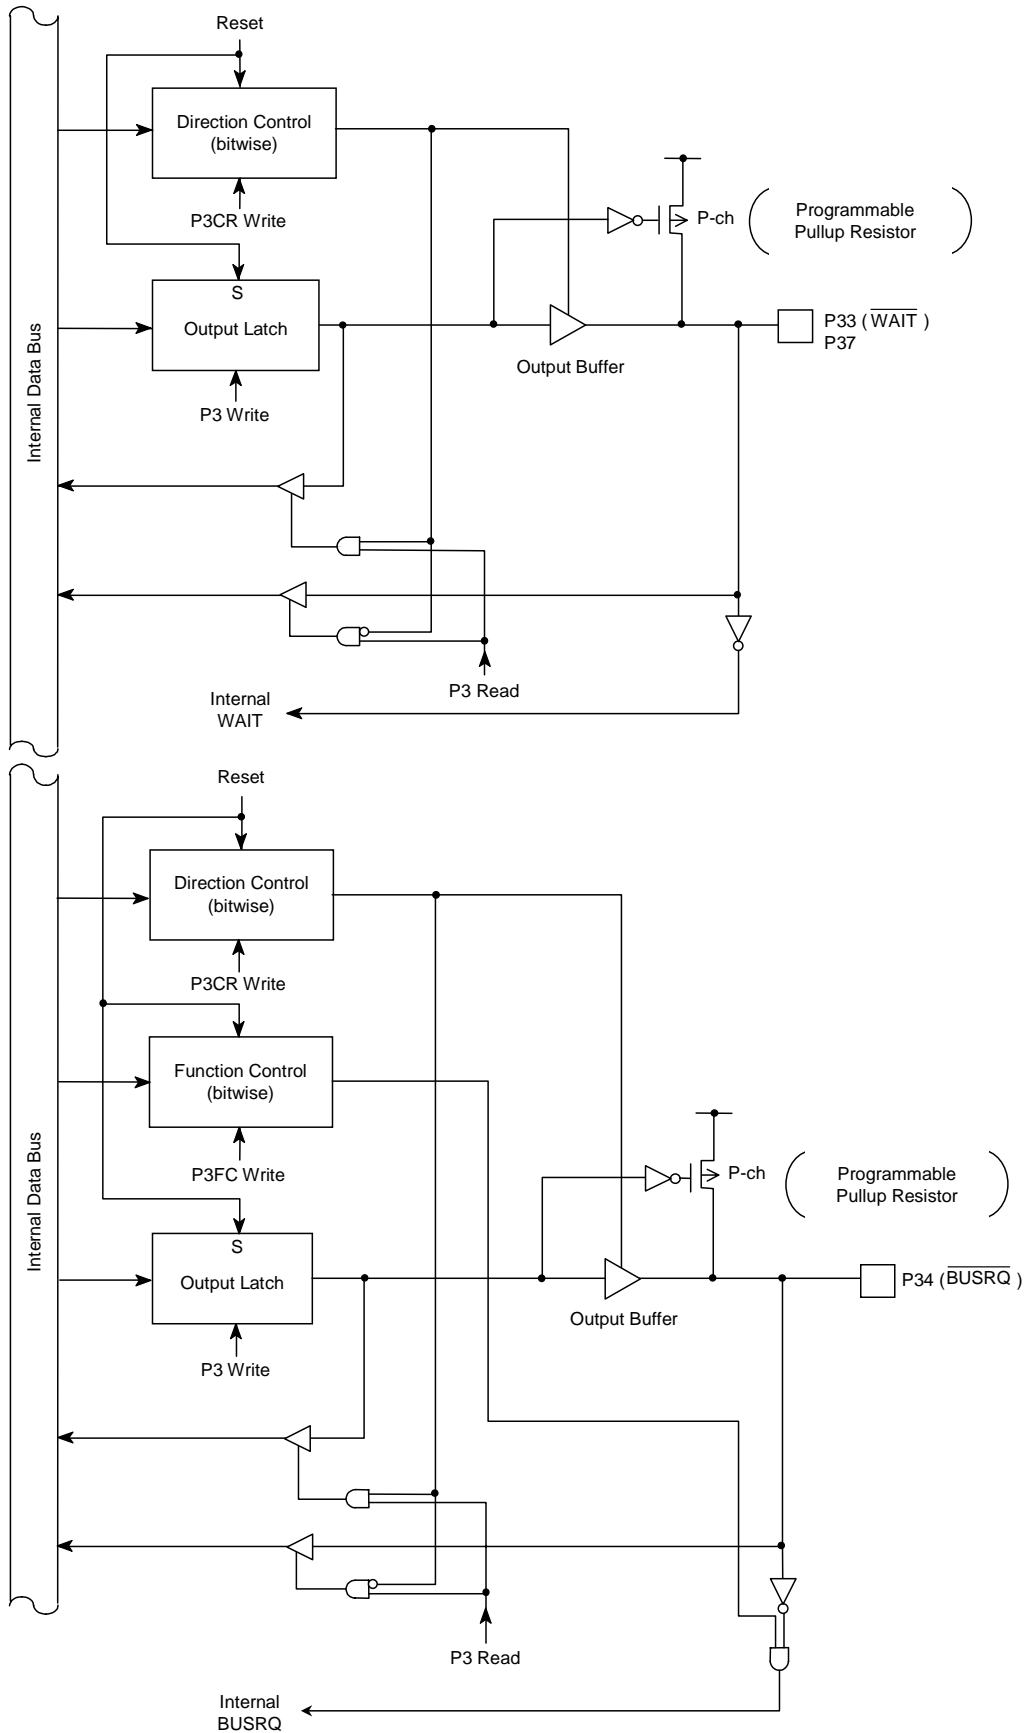 Reset
Direction Control
(bitwise)
P3CR Write
P-ch
Programmable
Pullup Resistor
S
Output Latch
P33 (WAIT)
P37
Output Buffer
P3 Write
Internal Data Bus
P3 Read
Internal
WAIT
Reset
Direction Control
(bitwise)
P3CR Write
Function Control
(bitwise)
P3FC Write
P-ch
Programmable
Pullup Resistor
Internal Data Bus
S
Output Latch
P34 (BUSRQ)
Output Buffer
P3 Write
P3 Read
Internal
BUSRQ